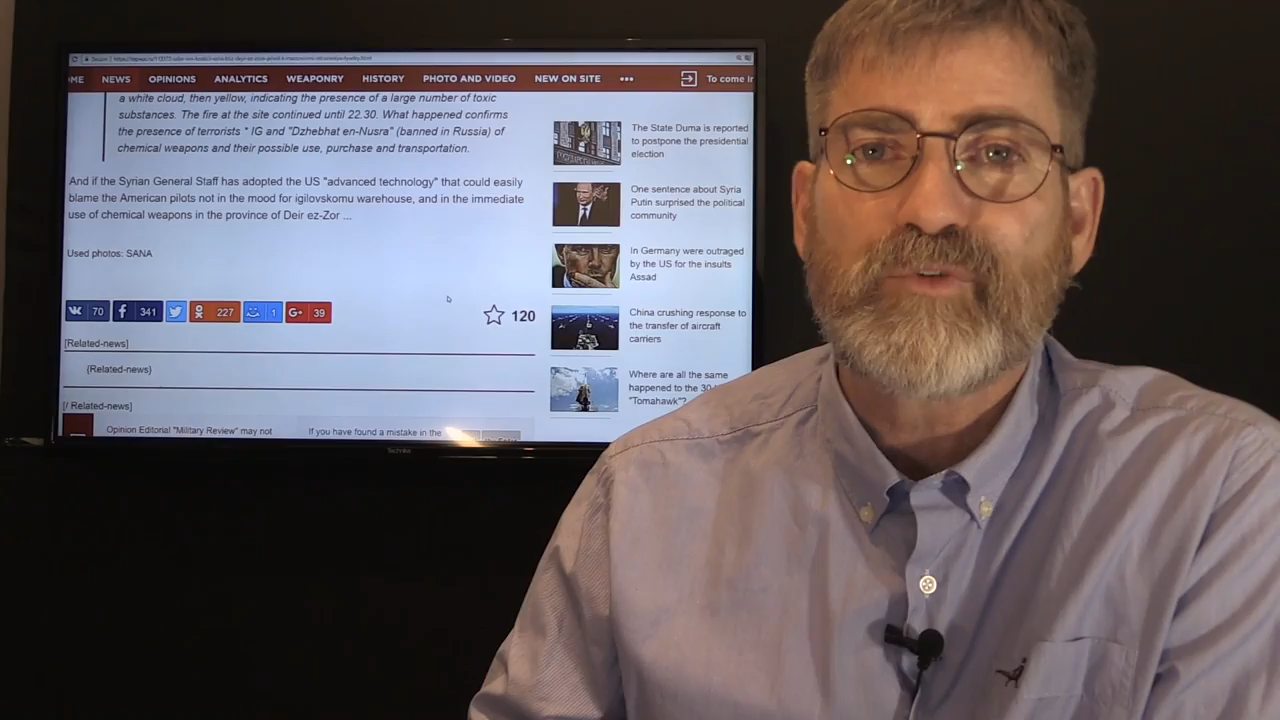 OME NEWS OPINIONS ANALYTICS WEAPONRY HISTORY PHOTO AND VIDEO NEW ON SITE ••• To come in
a white cloud, then yellow, indicating the presence of a large number of toxic
substances. The fire at the site continued until 22.30. What happened confirms
the presence of terrorists * IG and "Dzhebhat en-Nusra" (banned in Russia) of
chemical weapons and their possible use, purchase and transportation.
And if the Syrian General Staff has adopted the US "advanced technology" that could easily
blame the American pilots not in the mood for igilovskomu warehouse, and in the immediate
use of chemical weapons in the province of Deir ez-Zor ...
Used photos: SANA
70 341 227 1 G+ 39
120
[Related-news]
{Related-news}
[/ Related-news]
Opinion Editorial "Military Review" may not
If you have found a mistake in the
The State Duma is reported
to postpone the presidential
election
One sentence about Syria
Putin surprised the political
community
In Germany were outraged
by the US for the insults
Assad
China crushing response to
the transfer of aircraft
carriers
Where are all the same
happened to the 30
"Tomahawk"?